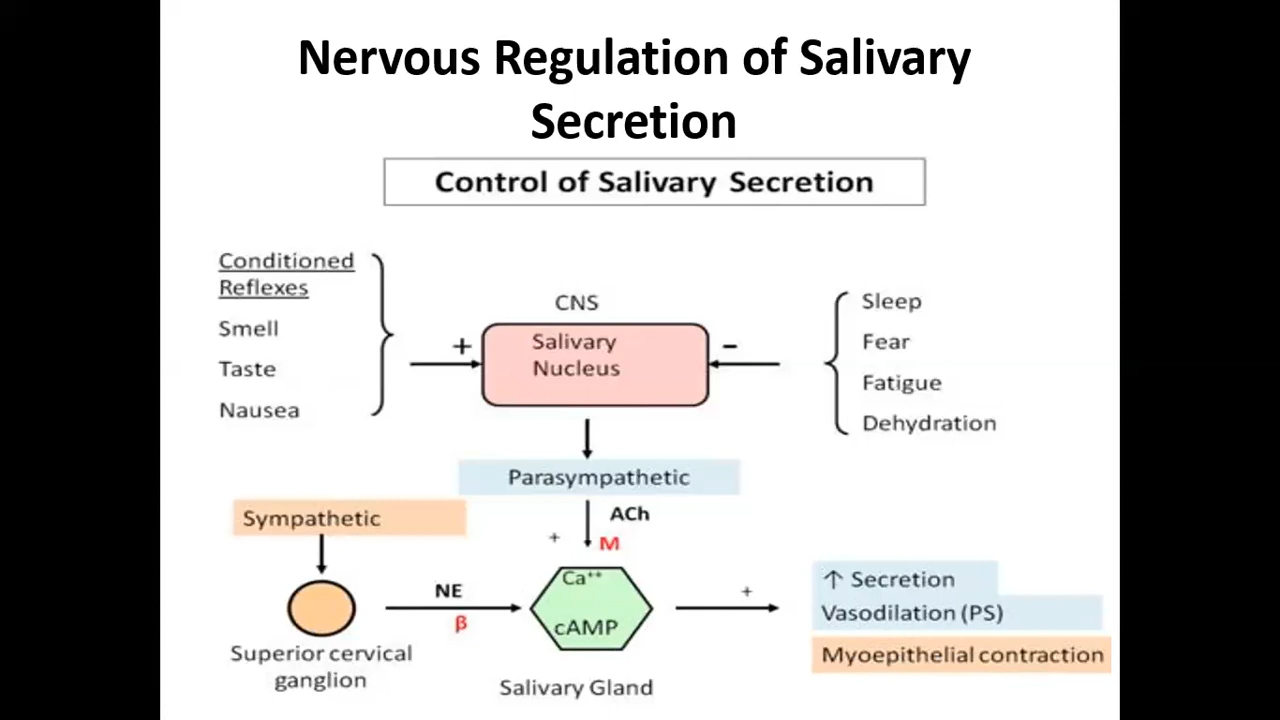 Nervous Regulation of Salivary
Secretion
Control of Salivary Secretion
Conditioned
Reflexes
Smell
Taste
Nausea
CNS
+
Salivary
Nucleus
–
Sleep
Fear
Fatigue
Dehydration
Parasympathetic
ACh
+
M
Sympathetic
Superior cervical
ganglion
NE
β
Ca⁺⁺
cAMP
Salivary Gland
+
↑ Secretion
Vasodilation (PS)
Myoepithelial contraction